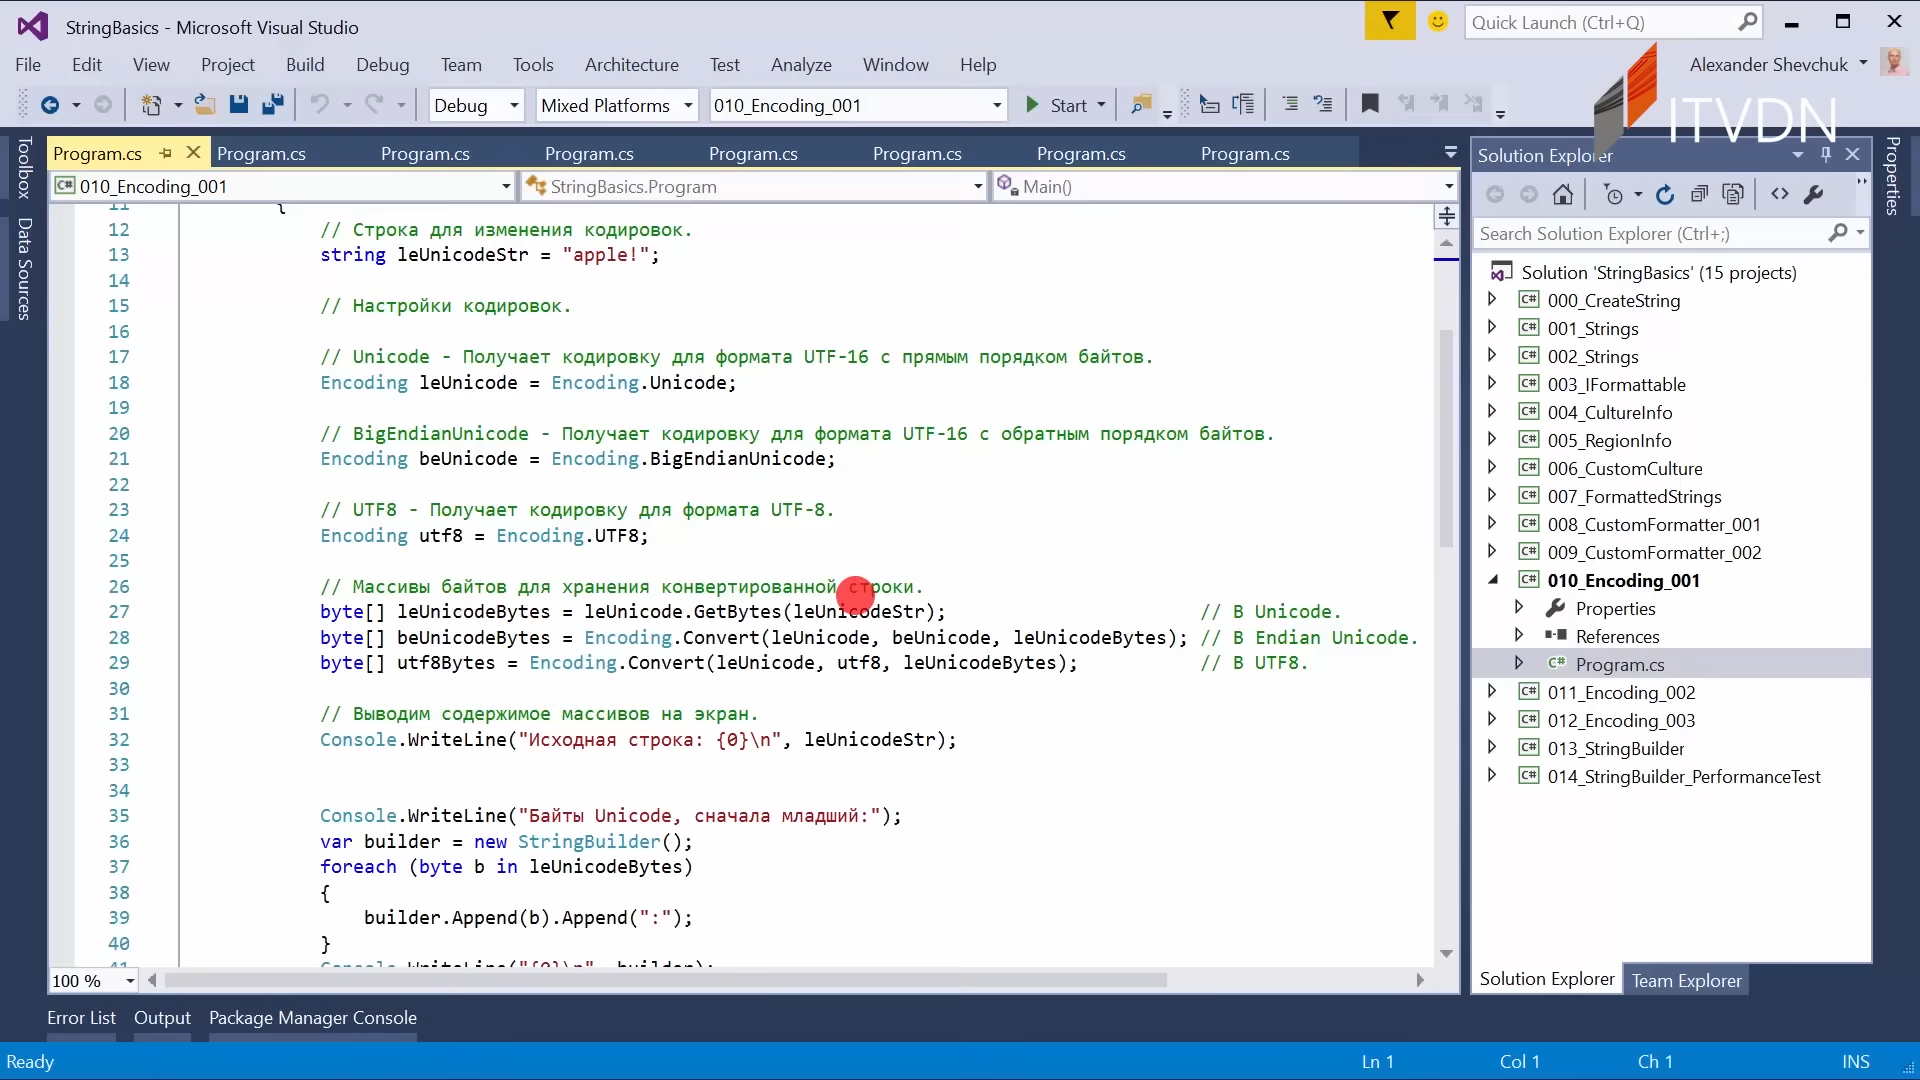 StringBasics - Microsoft Visual Studio
Quick Launch (Ctrl+Q)
File Edit View Project Build Debug Team Tools Architecture Test Analyze Window Help
Alexander Shevchuk
Debug Mixed Platforms 010_Encoding_001 Start
ITVDN
Toolbox
Data Sources
Program.cs Program.cs Program.cs Program.cs Program.cs Program.cs Program.cs Program.cs
010_Encoding_001 StringBasics.Program Main()
11 {
12 // Строка для изменения кодировок.
13 string leUnicodeStr = "apple!";
14
15 // Настройки кодировок.
16
17 // Unicode - Получает кодировку для формата UTF-16 с прямым порядком байтов.
18 Encoding leUnicode = Encoding.Unicode;
19
20 // BigEndianUnicode - Получает кодировку для формата UTF-16 с обратным порядком байтов.
21 Encoding beUnicode = Encoding.BigEndianUnicode;
22
23 // UTF8 - Получает кодировку для формата UTF-8.
24 Encoding utf8 = Encoding.UTF8;
25
26 // Массивы байтов для хранения конвертированной строки.
27 byte[] leUnicodeBytes = leUnicode.GetBytes(leUnicodeStr); // В Unicode.
28 byte[] beUnicodeBytes = Encoding.Convert(leUnicode, beUnicode, leUnicodeBytes); // В Endian Unicode.
29 byte[] utf8Bytes = Encoding.Convert(leUnicode, utf8, leUnicodeBytes); // В UTF8.
30
31 // Выводим содержимое массивов на экран.
32 Console.WriteLine("Исходная строка: {0}\n", leUnicodeStr);
33
34
35 Console.WriteLine("Байты Unicode, сначала младший:");
36 var builder = new StringBuilder();
37 foreach (byte b in leUnicodeBytes)
38 {
39 builder.Append(b).Append(":");
40 }
41 Console.WriteLine("{0}\n", builder);
100 %
Solution Explorer
Search Solution Explorer (Ctrl+;)
Solution 'StringBasics' (15 projects)
C# 000_CreateString
C# 001_Strings
C# 002_Strings
C# 003_IFormattable
C# 004_CultureInfo
C# 005_RegionInfo
C# 006_CustomCulture
C# 007_FormattedStrings
C# 008_CustomFormatter_001
C# 009_CustomFormatter_002
C# 010_Encoding_001
Properties
References
C# Program.cs
C# 011_Encoding_002
C# 012_Encoding_003
C# 013_StringBuilder
C# 014_StringBuilder_PerformanceTest
Solution Explorer Team Explorer
Properties
Error List Output Package Manager Console
Ready Ln 1 Col 1 Ch 1 INS